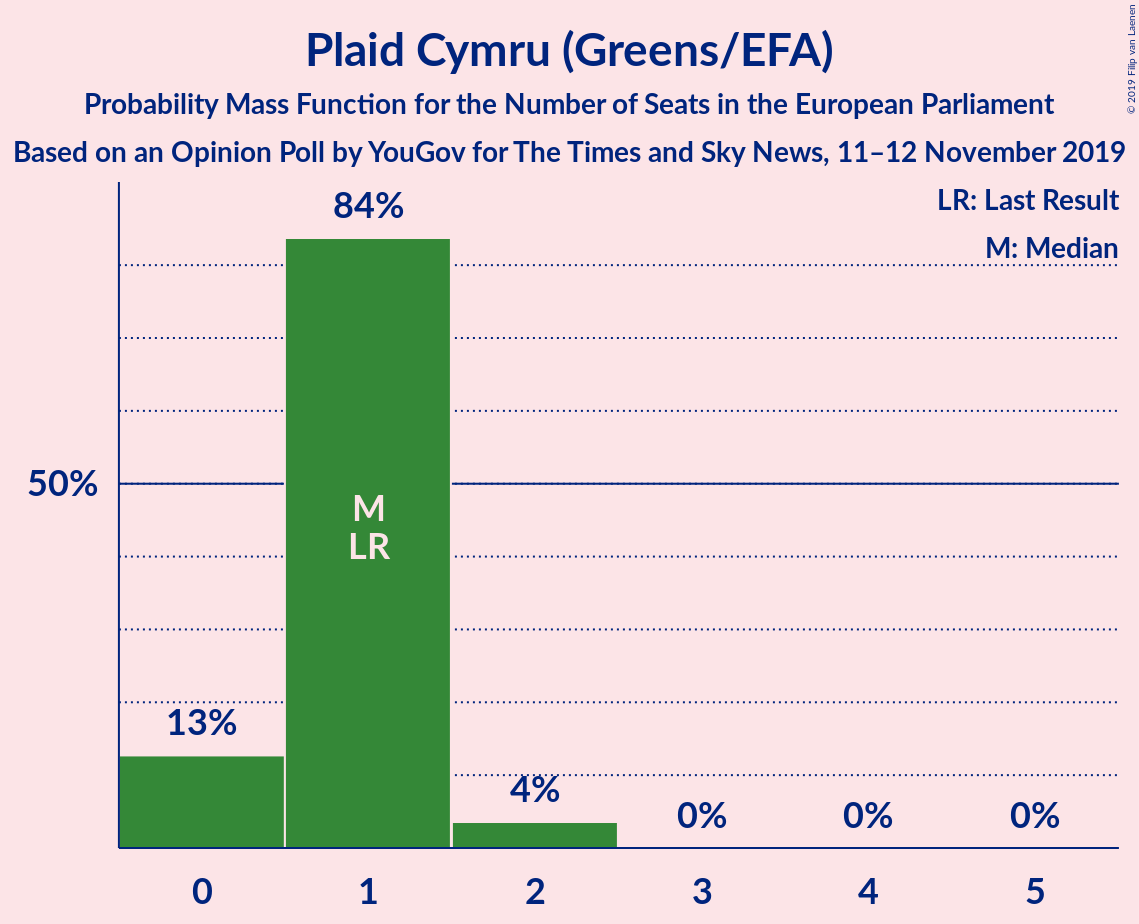 Plaid Cymru (Greens/EFA)
Probability Mass Function for the Number of Seats in the European Parliament
Based on an Opinion Poll by YouGov for The Times and Sky News, 11–12 November 2019
© 2019 Filip van Laenen
LR: Last Result
M: Median
84%
50%
M
LR
13%
4%
0%
0%
0%
0
1
2
3
4
5